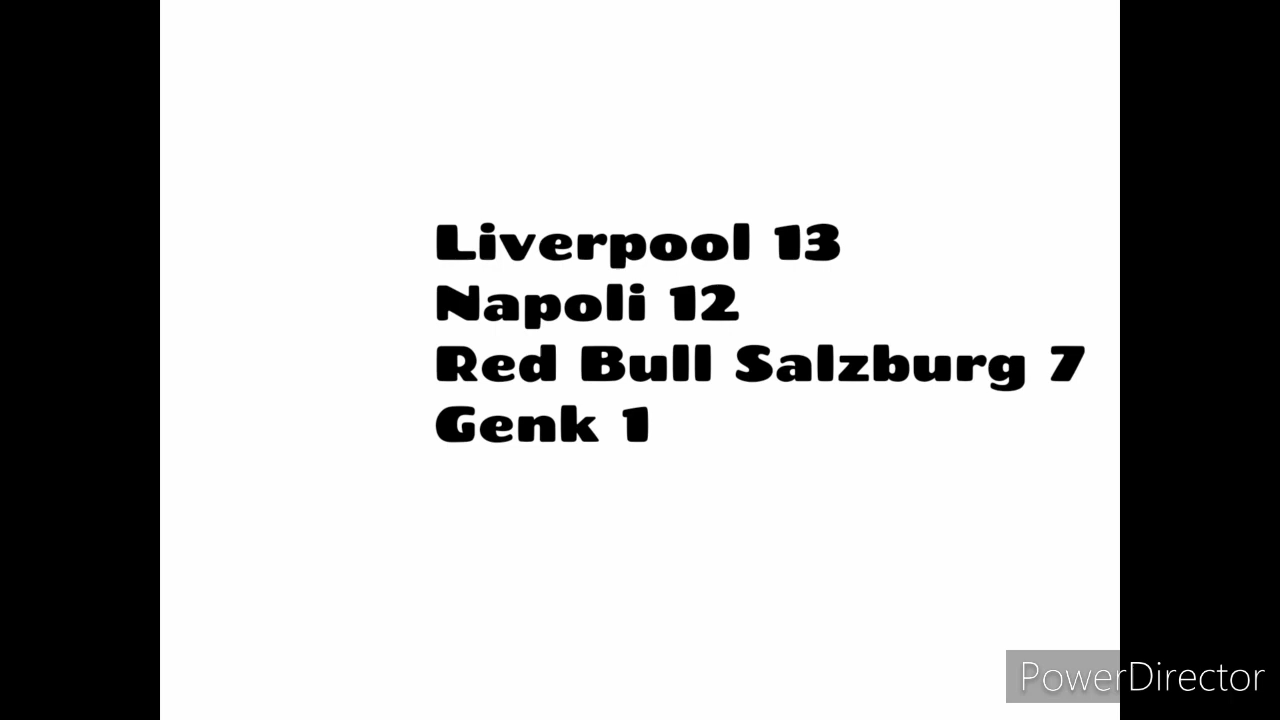 Liverpool 13
Napoli 12
Red Bull Salzburg 7
Genk 1
PowerDirector